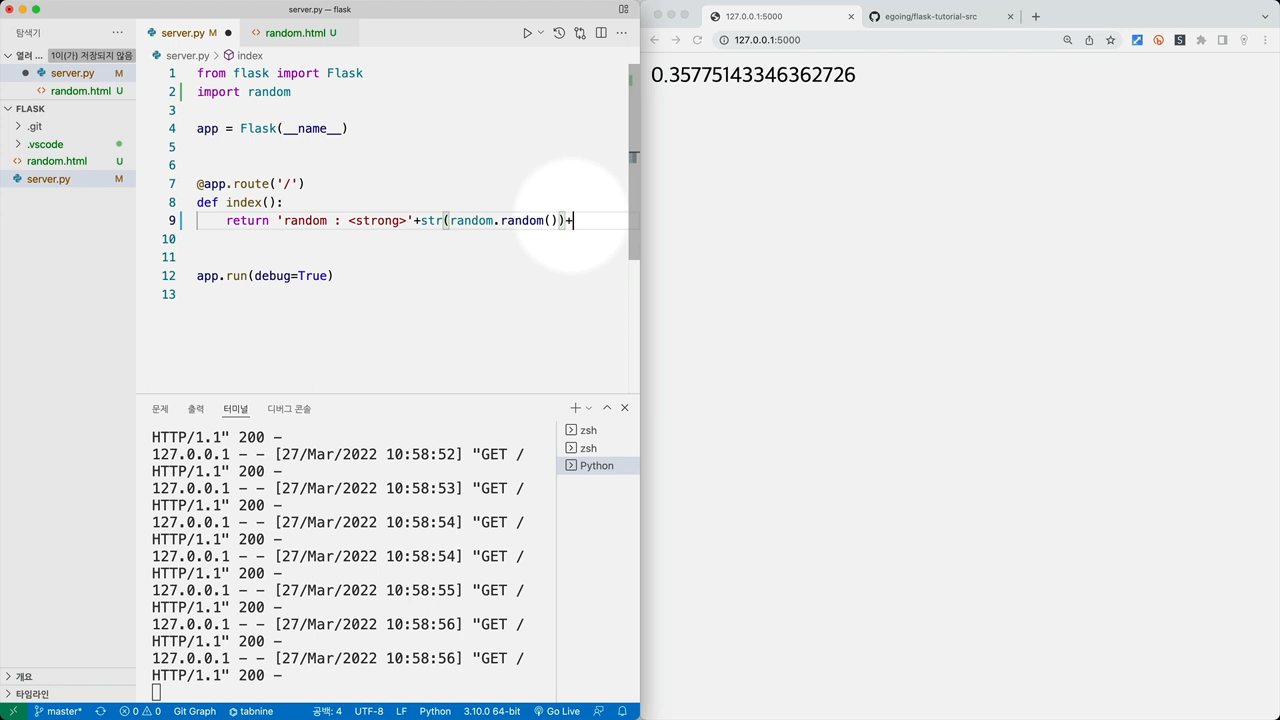 server.py — flask
탐색기
열려 ... 1이(가) 저장되지 않음
server.py M
random.html U
FLASK
.git
.vscode
random.html U
server.py M
개요
타임라인
server.py M
random.html U
server.py > index
1 from flask import Flask
2 import random
3
4 app = Flask(__name__)
5
6
7 @app.route('/')
8 def index():
9 return 'random : <strong>'+str(random.random())+
10
11
12 app.run(debug=True)
13
문제 출력 터미널 디버그 콘솔
HTTP/1.1" 200 -
127.0.0.1 - - [27/Mar/2022 10:58:52] "GET /
HTTP/1.1" 200 -
127.0.0.1 - - [27/Mar/2022 10:58:53] "GET /
HTTP/1.1" 200 -
127.0.0.1 - - [27/Mar/2022 10:58:54] "GET /
HTTP/1.1" 200 -
127.0.0.1 - - [27/Mar/2022 10:58:54] "GET /
HTTP/1.1" 200 -
127.0.0.1 - - [27/Mar/2022 10:58:55] "GET /
HTTP/1.1" 200 -
127.0.0.1 - - [27/Mar/2022 10:58:56] "GET /
HTTP/1.1" 200 -
127.0.0.1 - - [27/Mar/2022 10:58:56] "GET /
HTTP/1.1" 200 -
zsh
zsh
Python
master* 0 0 Git Graph tabnine 공백: 4 UTF-8 LF Python 3.10.0 64-bit Go Live
127.0.0.1:5000
egoing/flask-tutorial-src
127.0.0.1:5000
0.35775143346362726